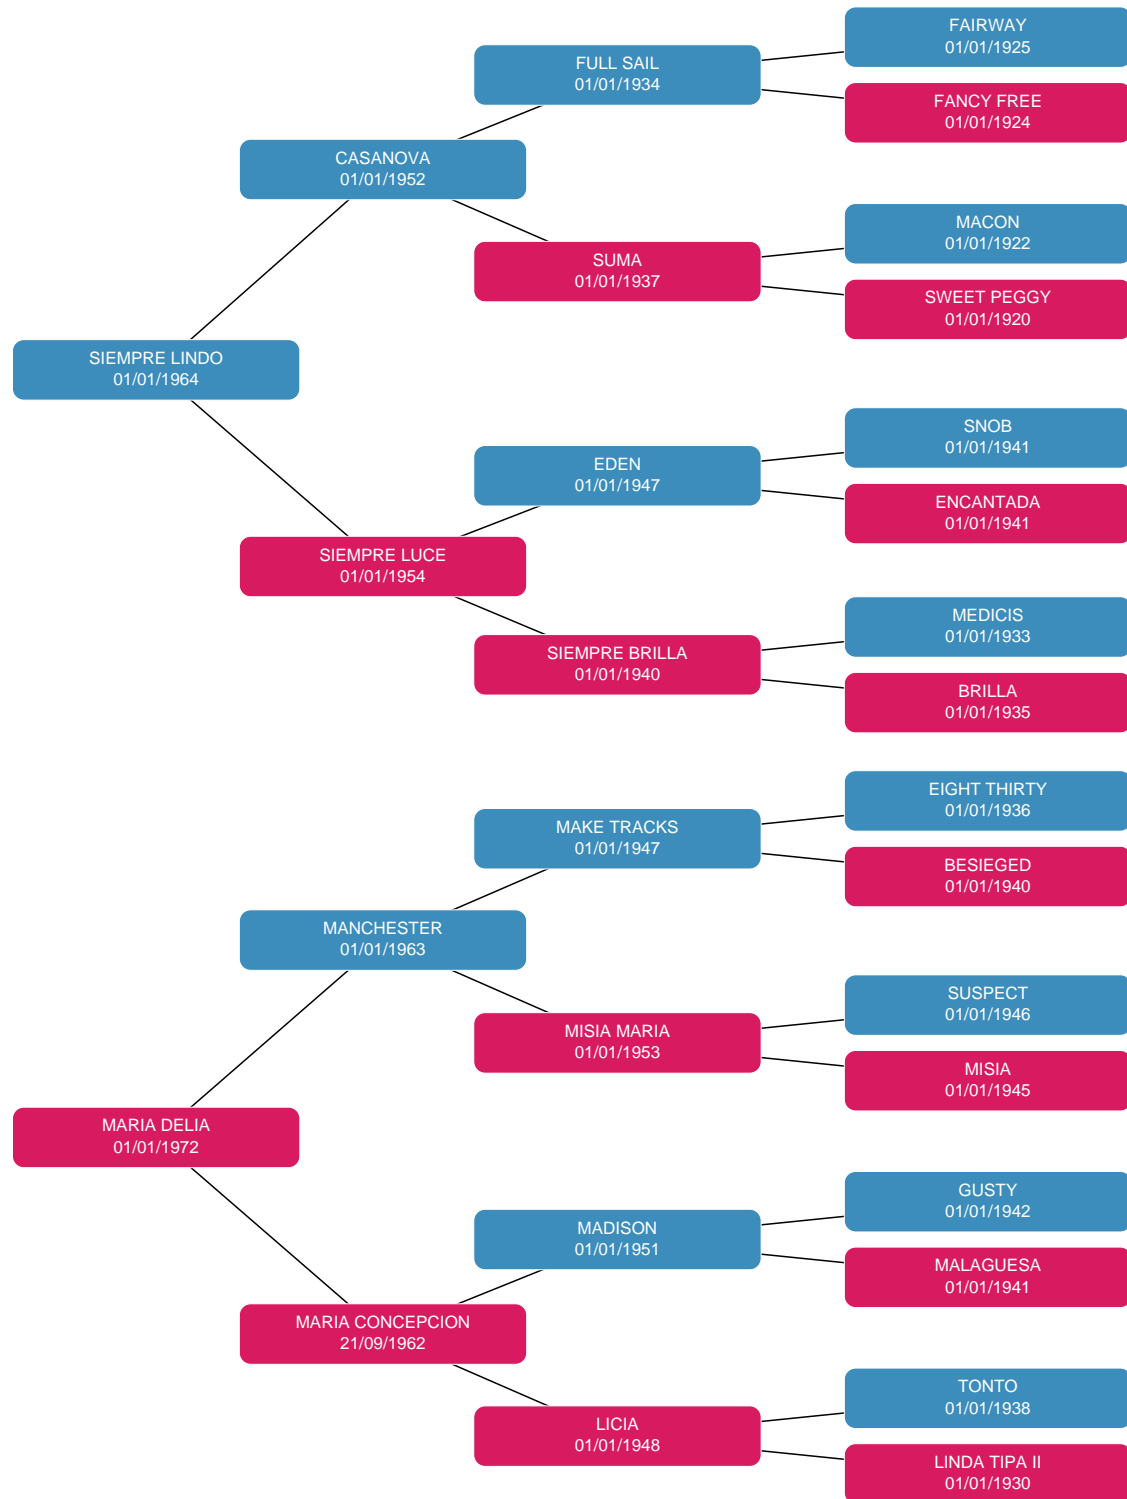 FAIRWAY
01/01/1925
FULL SAIL
01/01/1934
FANCY FREE
01/01/1924
CASANOVA
01/01/1952
MACON
01/01/1922
SUMA
01/01/1937
SWEET PEGGY
01/01/1920
SIEMPRE LINDO
01/01/1964
SNOB
01/01/1941
EDEN
01/01/1947
ENCANTADA
01/01/1941
SIEMPRE LUCE
01/01/1954
MEDICIS
01/01/1933
SIEMPRE BRILLA
01/01/1940
BRILLA
01/01/1935
EIGHT THIRTY
01/01/1936
MAKE TRACKS
01/01/1947
BESIEGED
01/01/1940
MANCHESTER
01/01/1963
SUSPECT
01/01/1946
MISIA MARIA
01/01/1953
MISIA
01/01/1945
MARIA DELIA
01/01/1972
GUSTY
01/01/1942
MADISON
01/01/1951
MALAGUESA
01/01/1941
MARIA CONCEPCION
21/09/1962
TONTO
01/01/1938
LICIA
01/01/1948
LINDA TIPA II
01/01/1930